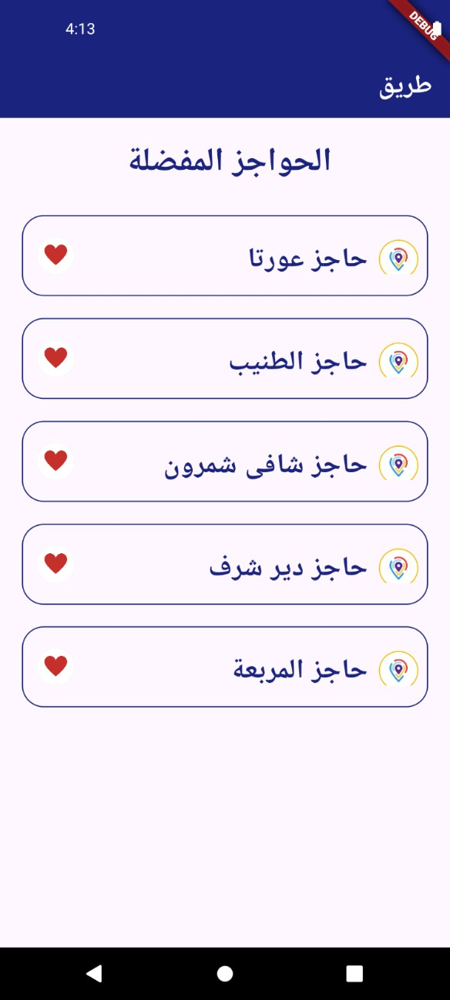 4:13
DEBUG
طريق
الحواجز المفضلة
حاجز عورتا
حاجز الطنيب
حاجز شافى شمرون
حاجز دير شرف
حاجز المربعة